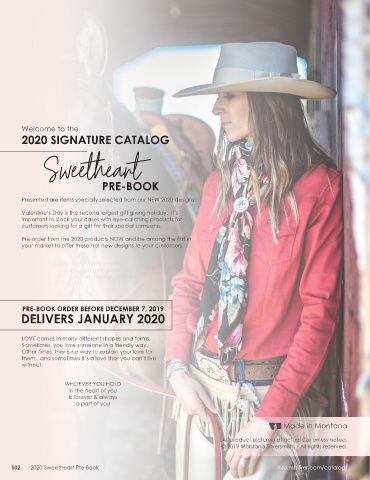 Welcome to the
2020 SIGNATURE CATALOG
Sweetheart
PRE-BOOK
Presented are items specially selected from our NEW 2020 designs.
Valentine's Day is the second largest gift giving holiday. It's
important to stock your cases with eye-catching products for
customers looking for a gift for their special someone.
Pre-order from the 2020 products NOW and be among the first in
your market to offer these hot new designs to your customers.
PRE-BOOK ORDER BEFORE DECEMBER 7, 2019
DELIVERS JANUARY 2020
LOVE comes in many different shapes and forms.
Sometimes, you love someone in a friendly way.
Other times, ther is no way to explain your love for
them, and sometimes it's a love that you can't live
without.
WHOEVER YOU HOLD
in the heart of you
is forever & always
a part of you
Made in Montana
All product pictured at actual size unless noted.
© 2019 Montana Silversmiths. All rights reserved.
502 2020 Sweetheart Pre-Book